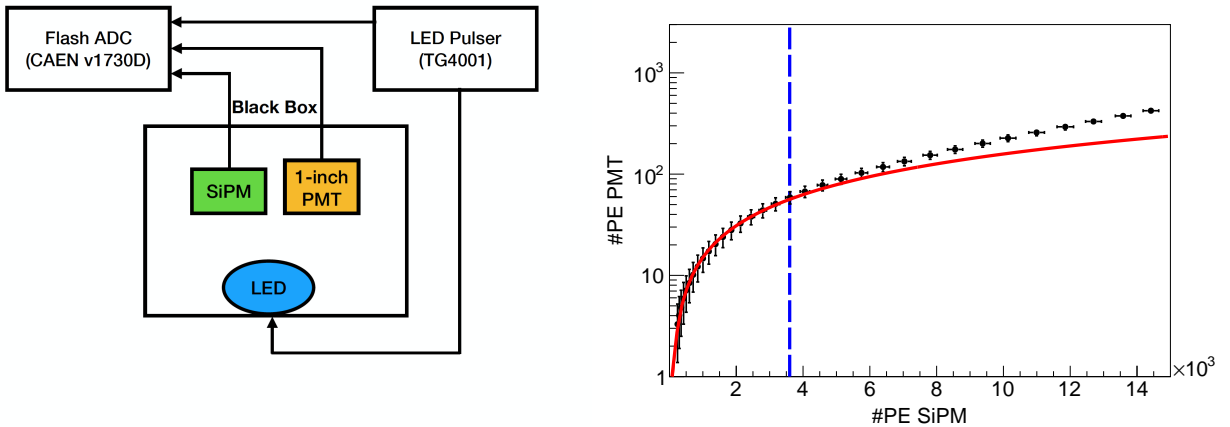 Flash ADC
(CAEN v1730D)
LED Pulser
(TG4001)
Black Box
SiPM
1-inch
PMT
LED
#PE PMT
10³
10²
10
1
2
4
6
8
10
12
14
×10³
#PE SiPM